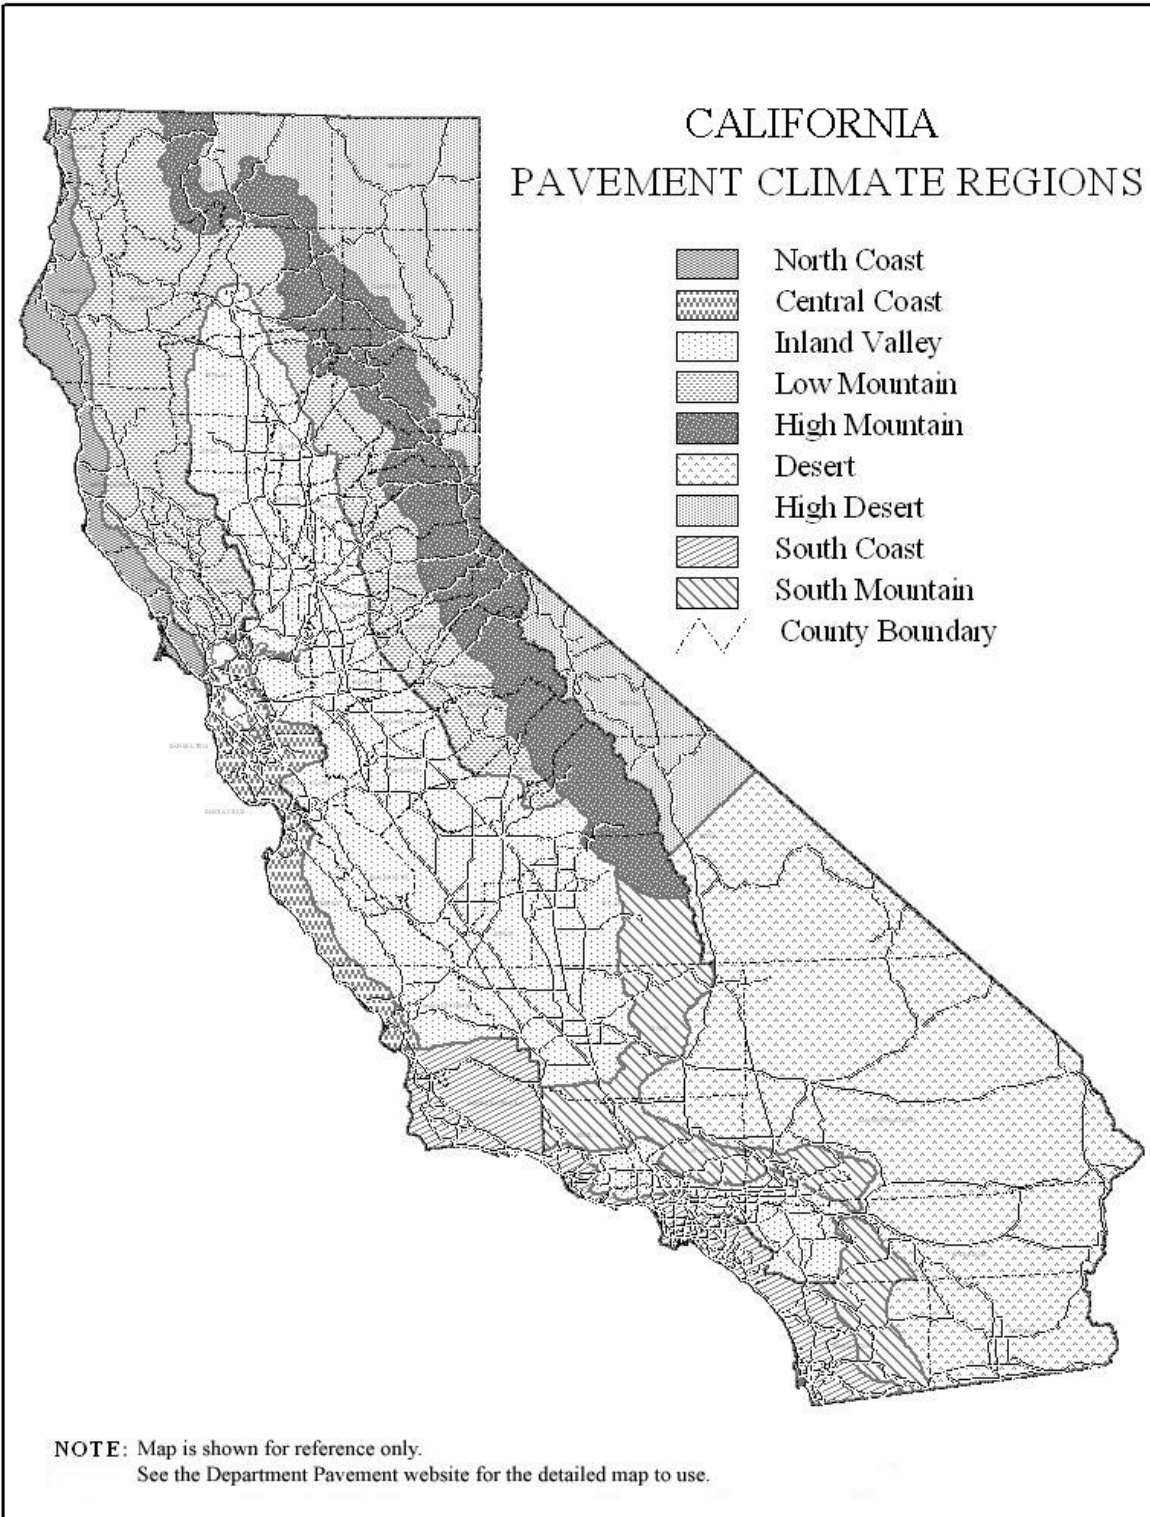 CALIFORNIA
PAVEMENT CLIMATE REGIONS
North Coast
Central Coast
Inland Valley
Low Mountain
High Mountain
Desert
High Desert
South Coast
South Mountain
County Boundary
NOTE: Map is shown for reference only.
See the Department Pavement website for the detailed map to use.